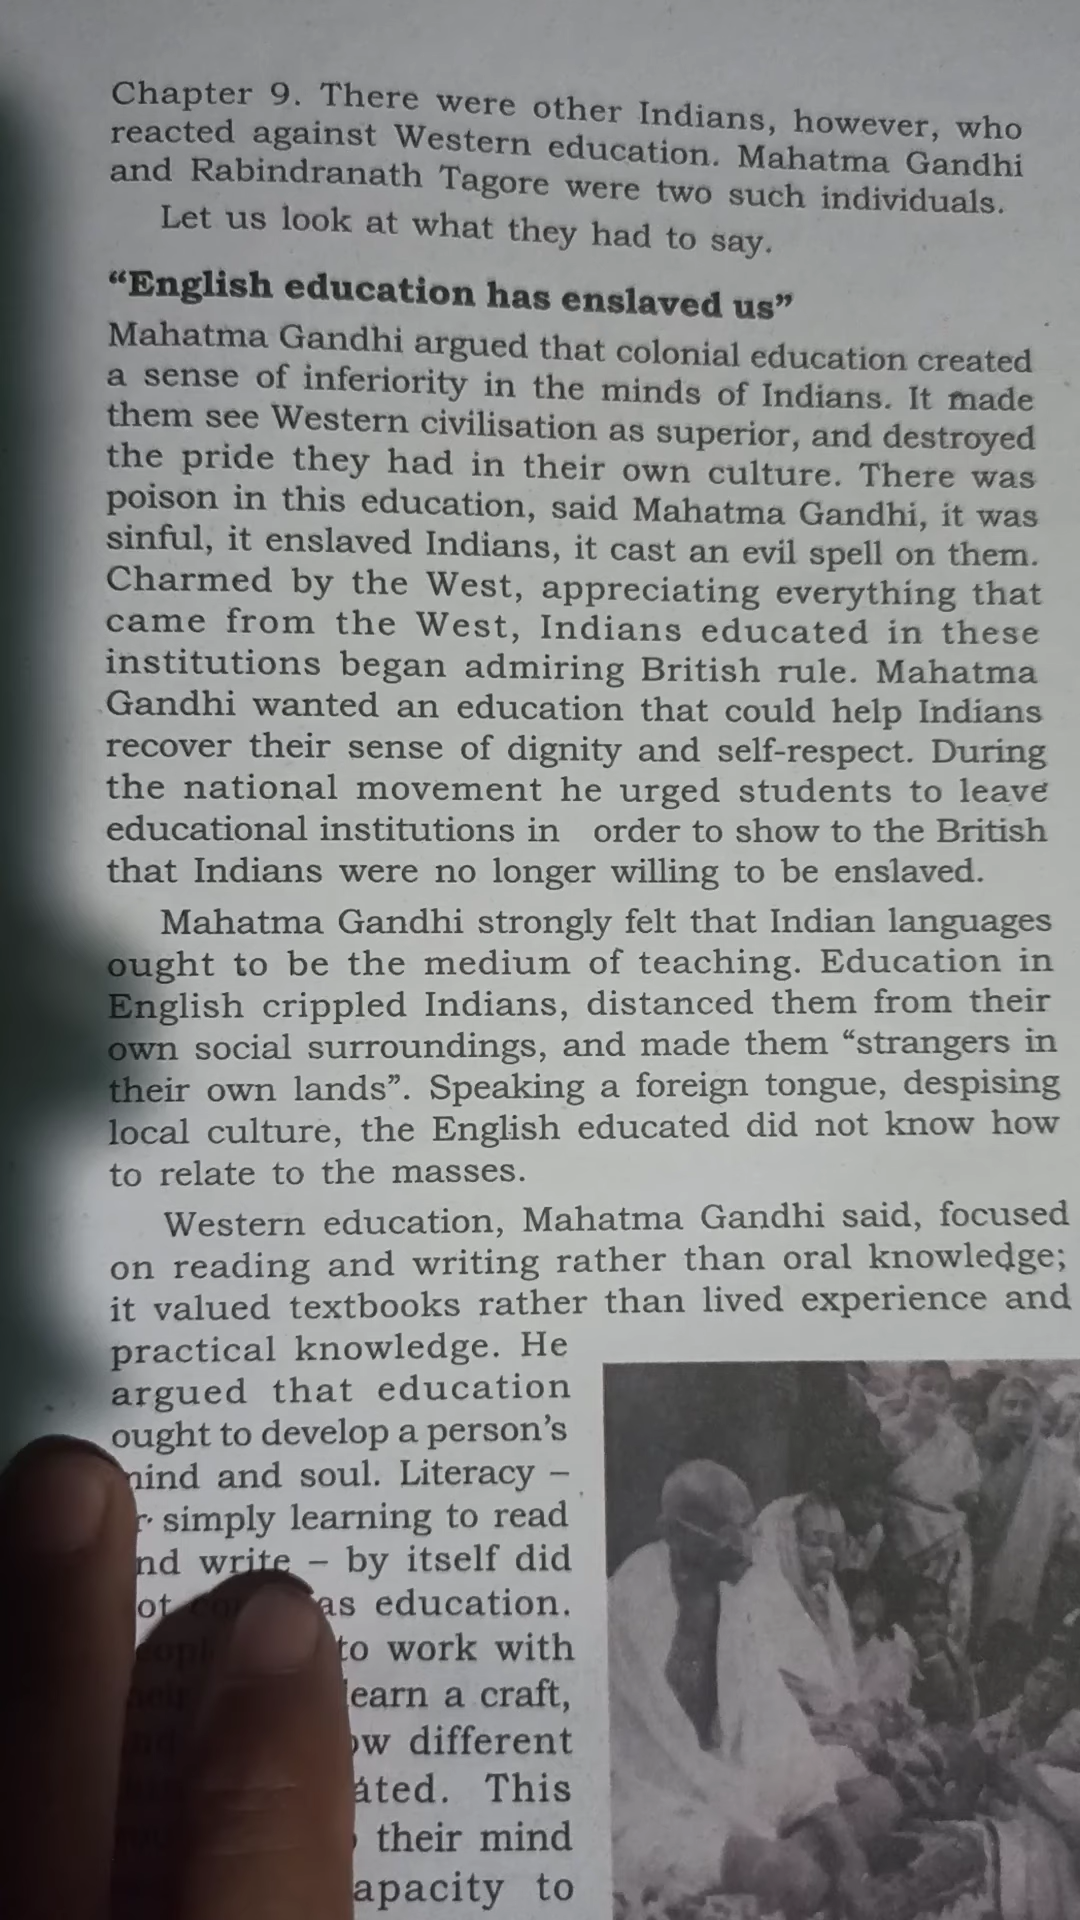 Chapter 9. There were other Indians, however, who
reacted against Western education. Mahatma Gandhi
and Rabindranath Tagore were two such individuals.
Let us look at what they had to say.
“English education has enslaved us”
Mahatma Gandhi argued that colonial education created
a sense of inferiority in the minds of Indians. It made
them see Western civilisation as superior, and destroyed
the pride they had in their own culture. There was
poison in this education, said Mahatma Gandhi, it was
sinful, it enslaved Indians, it cast an evil spell on them.
Charmed by the West, appreciating everything that
came from the West, Indians educated in these
institutions began admiring British rule. Mahatma
Gandhi wanted an education that could help Indians
recover their sense of dignity and self-respect. During
the national movement he urged students to leave
educational institutions in order to show to the British
that Indians were no longer willing to be enslaved.
Mahatma Gandhi strongly felt that Indian languages
ought to be the medium of teaching. Education in
English crippled Indians, distanced them from their
own social surroundings, and made them “strangers in
their own lands”. Speaking a foreign tongue, despising
local culture, the English educated did not know how
to relate to the masses.
Western education, Mahatma Gandhi said, focused
on reading and writing rather than oral knowledge;
it valued textbooks rather than lived experience and
practical knowledge. He
argued that education
ought to develop a person’s
and soul. Literacy –
simply learning to read
write – by itself did
as education.
to work with
a craft,
different
This
their mind
to